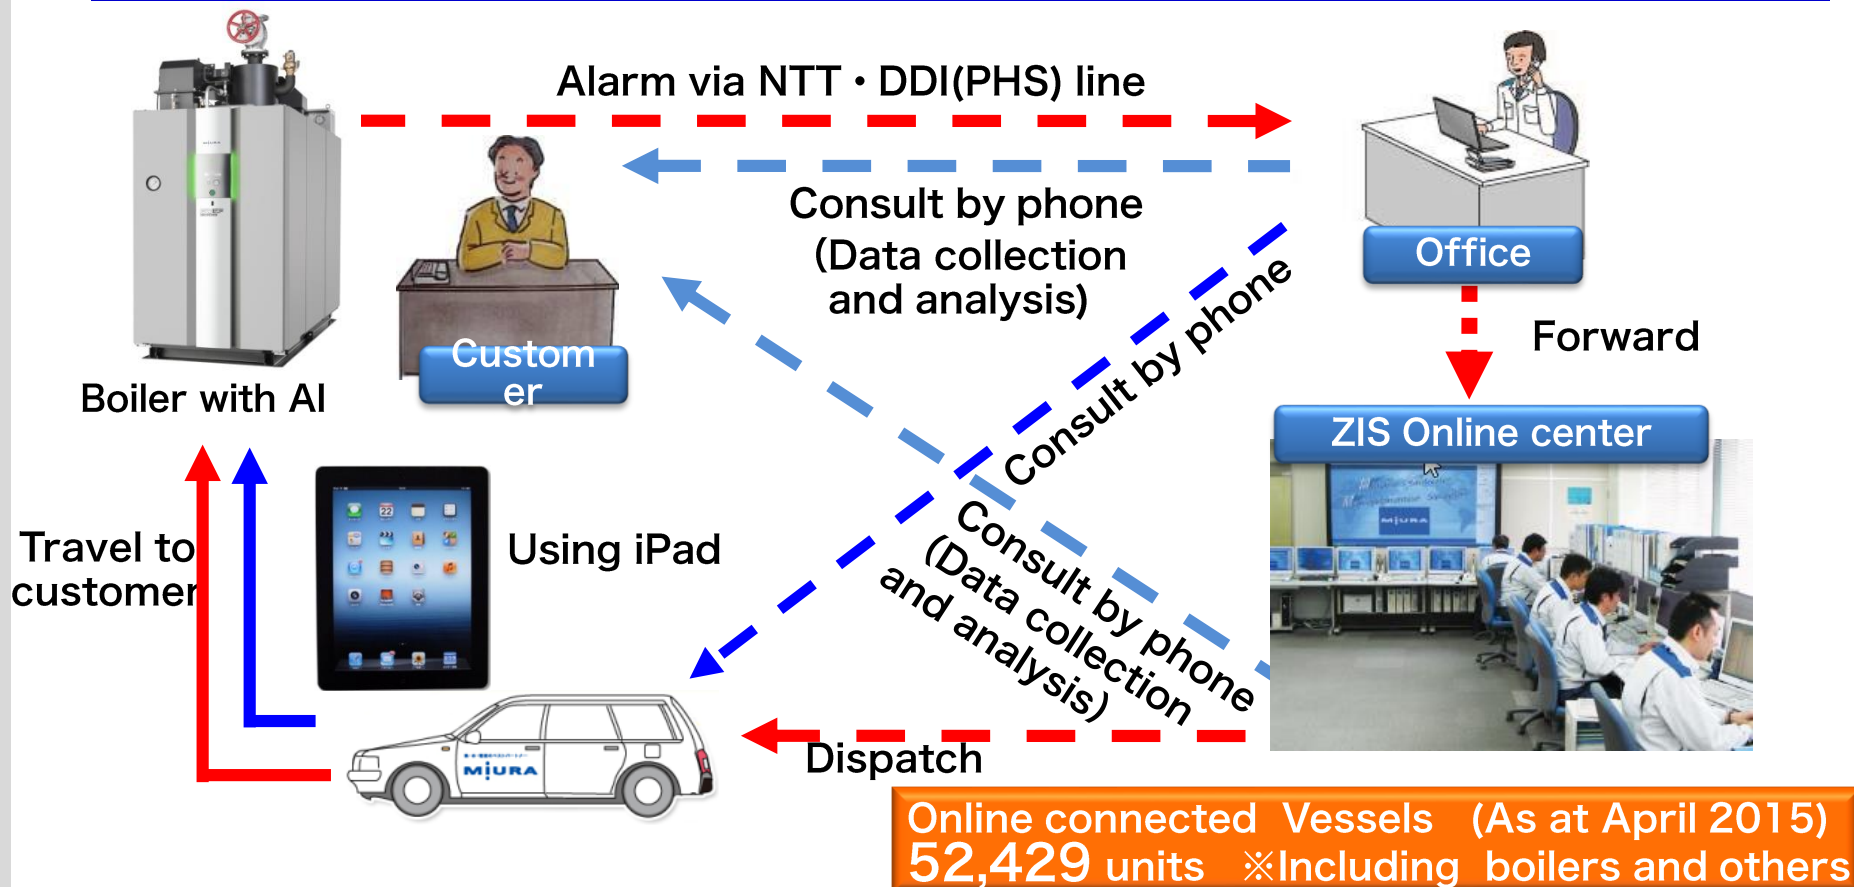 Alarm via NTT・DDI(PHS) line
Consult by phone
(Data collection
and analysis)
Office
Custom
er
Boiler with AI
Forward
Consult by phone
ZIS Online center
MIURA
Travel to
customer
Using iPad
22
Consult by phone
(Data collection
and analysis)
Dispatch
MIURA
Online connected Vessels (As at April 2015)
52,429 units ※Including boilers and others